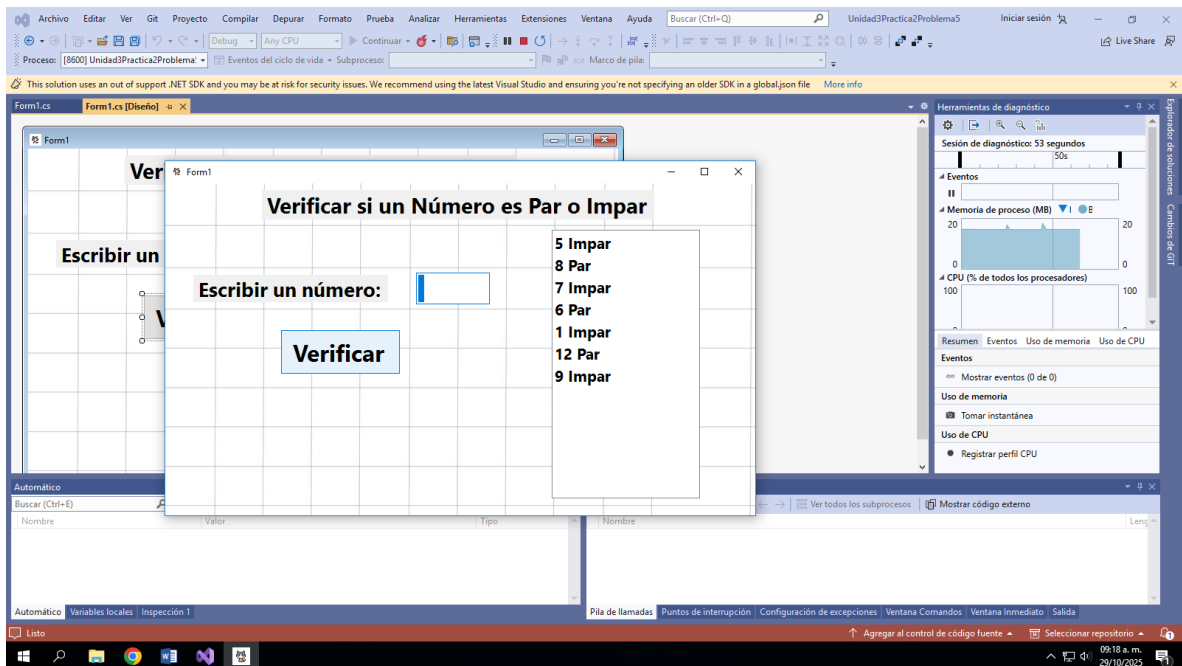 Archivo Editar Ver Git Proyecto Compilar Depurar Formato Prueba Analizar Herramientas Extensiones Ventana Ayuda Buscar (Ctrl+Q) Unidad3Practica2Problema5 Iniciar sesión
Debug Any CPU Continuar Live Share
Proceso: [8600] Unidad3Practica2Problema! Eventos del ciclo de vida Subproceso: Marco de pila:
This solution uses an out of support .NET SDK and you may be at risk for security issues. We recommend using the latest Visual Studio and ensuring you're not specifying an older SDK in a global.json file More info
Form1.cs Form1.cs [Diseño]
Form1
Ver
Escribir un
V
Form1
Verificar si un Número es Par o Impar
Escribir un número:
Verificar
5 Impar
8 Par
7 Impar
6 Par
1 Impar
12 Par
9 Impar
Herramientas de diagnóstico
Sesión de diagnóstico: 53 segundos
50s
Eventos
Memoria de proceso (MB) I E
20 20
0 0
CPU (% de todos los procesadores)
100 100
Resumen Eventos Uso de memoria Uso de CPU
Eventos
Mostrar eventos (0 de 0)
Uso de memoria
Tomar instantánea
Uso de CPU
Registrar perfil CPU
Explorador de soluciones
Cambios de GIT
Automático
Buscar (Ctrl+E)
Nombre Valor Tipo
Ver todos los subprocesos Mostrar código externo
Nombre Leng
Automático Variables locales Inspección 1
Pila de llamadas Puntos de interrupción Configuración de excepciones Ventana Comandos Ventana Inmediato Salida
Listo Agregar al control de código fuente Seleccionar repositorio 1
09:18 a. m.
29/10/2025